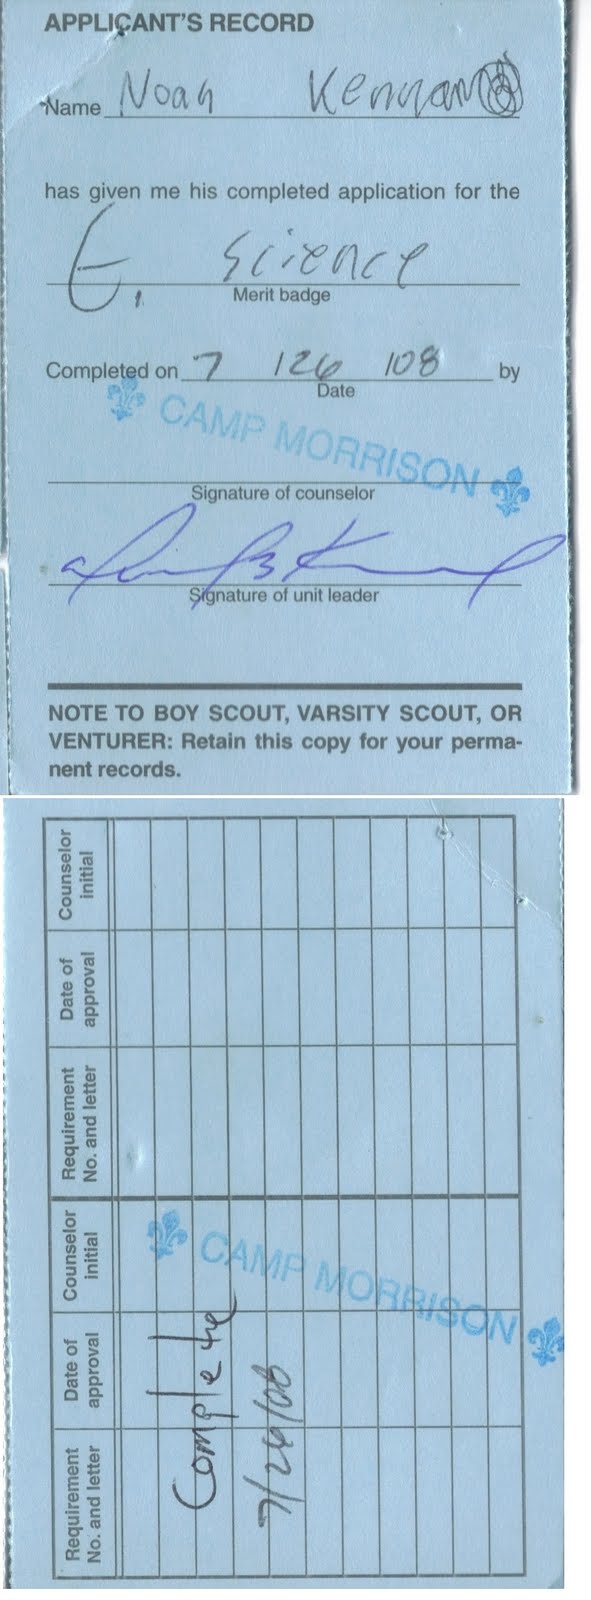 APPLICANT'S RECORD
Name Noah
has given me his completed application for the
E. Science
Merit badge
Completed on 7 / 26 / 08 by
Date
CAMP MORRISON
Signature of counselor
Signature of unit leader
NOTE TO BOY SCOUT, VARSITY SCOUT, OR
VENTURER: Retain this copy for your perma-
nent records.
Counselor initial
Date of approval
Requirement No. and letter
Counselor initial
Date of approval
Requirement No. and letter
CAMP MORRISON
Complete
7/26/08